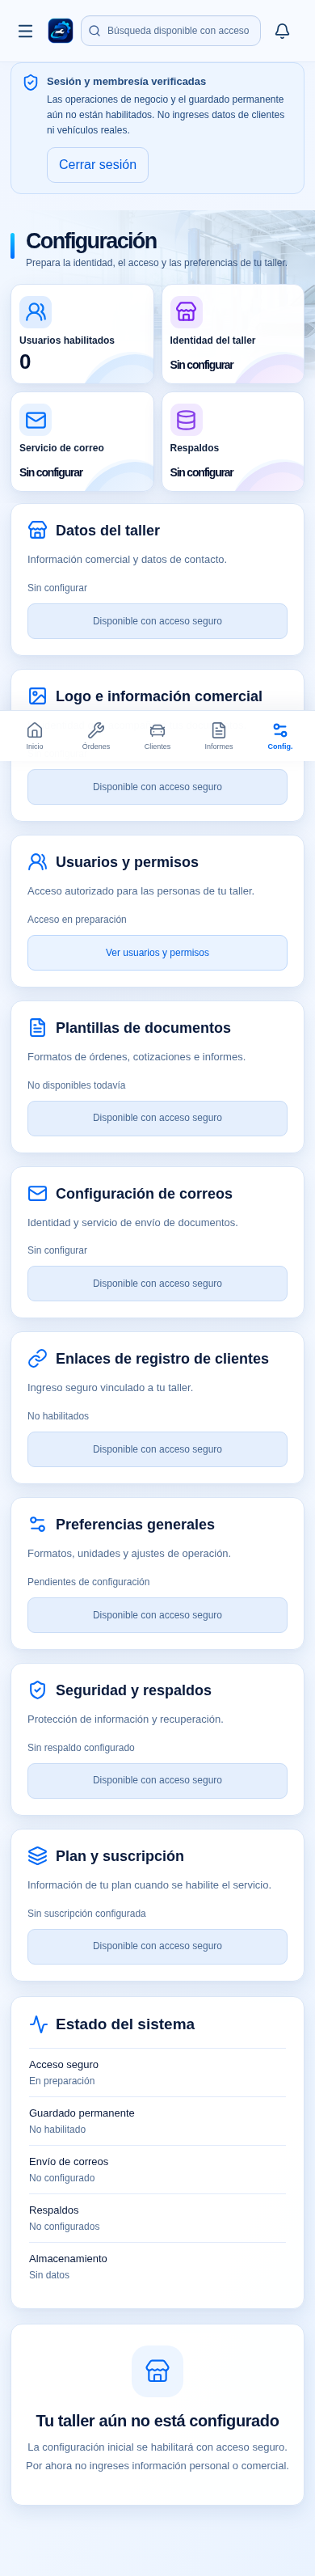 Búsqueda disponible con acceso
Sesión y membresía verificadas
Las operaciones de negocio y el guardado permanente
aún no están habilitados. No ingreses datos de clientes
ni vehículos reales.
Cerrar sesión
Configuración
Prepara la identidad, el acceso y las preferencias de tu taller.
Usuarios habilitados
0
Identidad del taller
Sin configurar
Servicio de correo
Sin configurar
Respaldos
Sin configurar
Datos del taller
Información comercial y datos de contacto.
Sin configurar
Disponible con acceso seguro
Logo e información comercial
Inicio
Órdenes
Clientes
Informes
Config.
Disponible con acceso seguro
Usuarios y permisos
Acceso autorizado para las personas de tu taller.
Acceso en preparación
Ver usuarios y permisos
Plantillas de documentos
Formatos de órdenes, cotizaciones e informes.
No disponibles todavía
Disponible con acceso seguro
Configuración de correos
Identidad y servicio de envío de documentos.
Sin configurar
Disponible con acceso seguro
Enlaces de registro de clientes
Ingreso seguro vinculado a tu taller.
No habilitados
Disponible con acceso seguro
Preferencias generales
Formatos, unidades y ajustes de operación.
Pendientes de configuración
Disponible con acceso seguro
Seguridad y respaldos
Protección de información y recuperación.
Sin respaldo configurado
Disponible con acceso seguro
Plan y suscripción
Información de tu plan cuando se habilite el servicio.
Sin suscripción configurada
Disponible con acceso seguro
Estado del sistema
Acceso seguro
En preparación
Guardado permanente
No habilitado
Envío de correos
No configurado
Respaldos
No configurados
Almacenamiento
Sin datos
Tu taller aún no está configurado
La configuración inicial se habilitará con acceso seguro.
Por ahora no ingreses información personal o comercial.